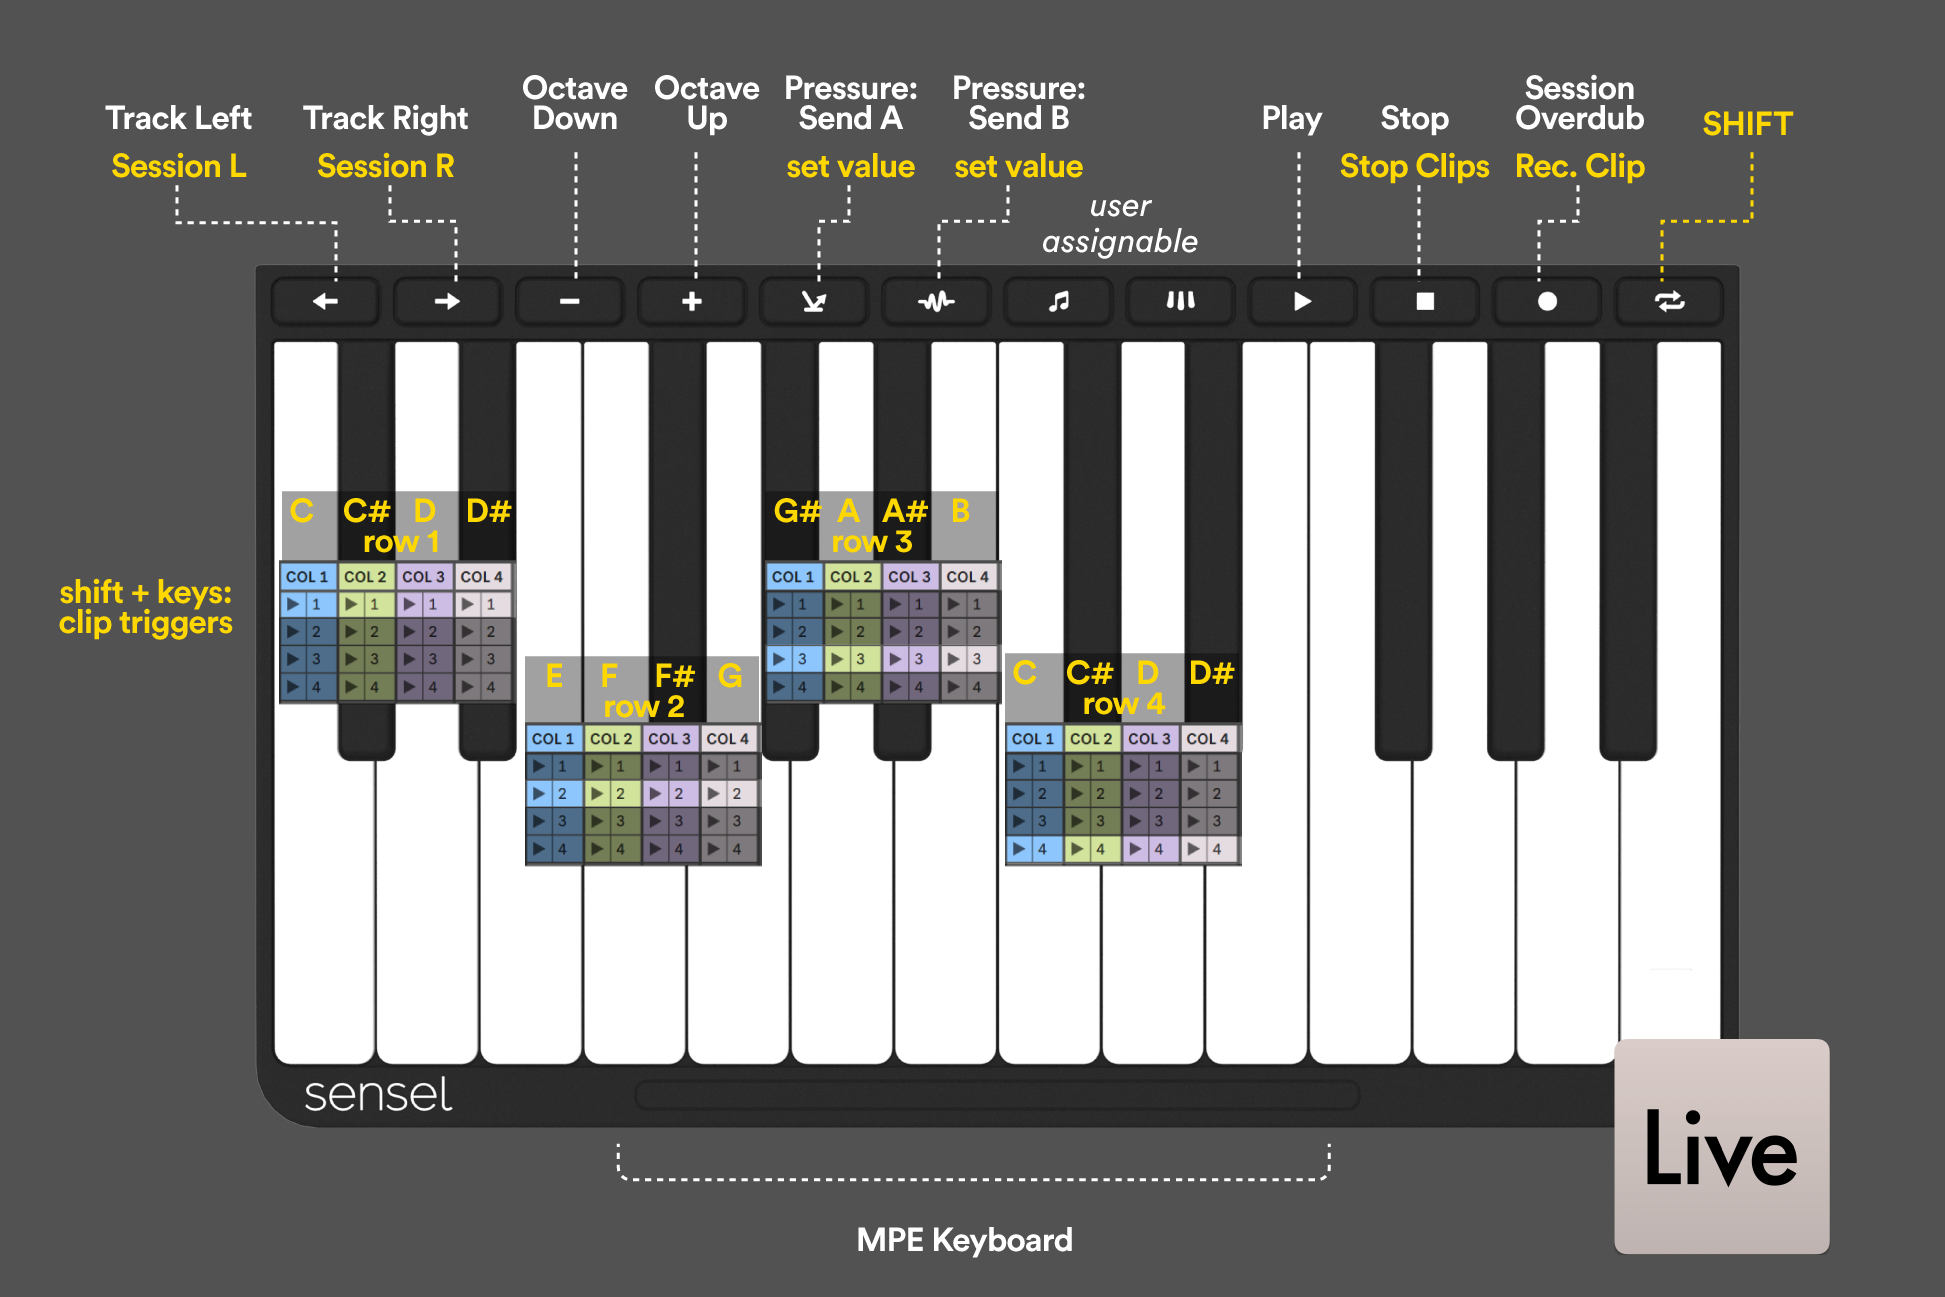 Track Left
Session L
Track Right
Session R
Octave
Down
Octave
Up
Pressure:
Send A
set value
Pressure:
Send B
set value
user
assignable
Play
Stop
Stop Clips
Session
Overdub
Rec. Clip
SHIFT
shift + keys:
clip triggers
C C# D D#
row 1
COL 1 COL 2 COL 3 COL 4
1 1 1 1
2 2 2 2
3 3 3 3
4 4 4 4
E F F# G
row 2
COL 1 COL 2 COL 3 COL 4
1 1 1 1
2 2 2 2
3 3 3 3
4 4 4 4
G# A A# B
row 3
COL 1 COL 2 COL 3 COL 4
1 1 1 1
2 2 2 2
3 3 3 3
4 4 4 4
C C# D D#
row 4
COL 1 COL 2 COL 3 COL 4
1 1 1 1
2 2 2 2
3 3 3 3
4 4 4 4
sensel
Live
MPE Keyboard